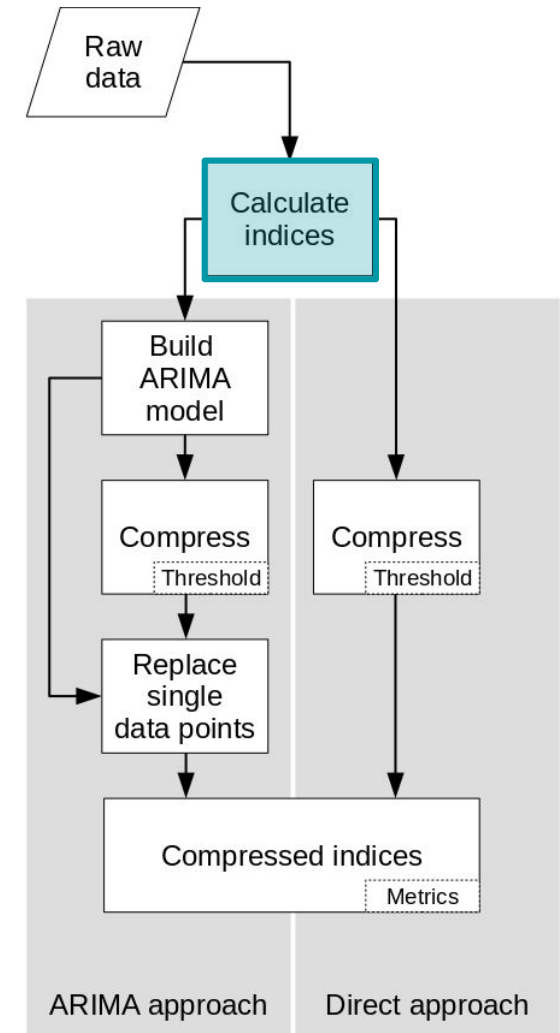 Raw
data
Calculate
indices
Build
ARIMA
model
Compress
Threshold
Replace
single
data points
Compress
Threshold
Compressed indices
Metrics
ARIMA approach
Direct approach